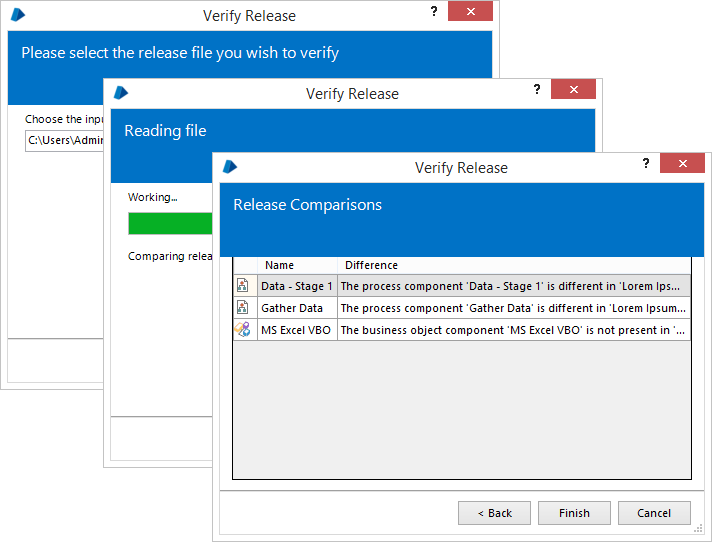 Verify Release
?
Please select the release file you wish to verify
Choose the inpu
C:\Users\Admin
Verify Release
?
Reading file
Working...
Comparing relea
Verify Release
?
Release Comparisons
Name Difference
Data - Stage 1 The process component 'Data - Stage 1' is different in 'Lorem Ips...
Gather Data The process component 'Gather Data' is different in 'Lorem Ipsum...
MS Excel VBO The business object component 'MS Excel VBO' is not present in '...
< Back Finish Cancel